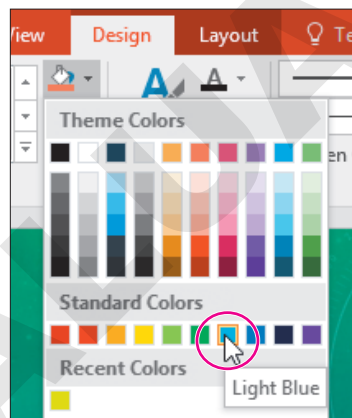 View Design Layout Te
A A
Theme Colors
en
Standard Colors
Recent Colors
Light Blue